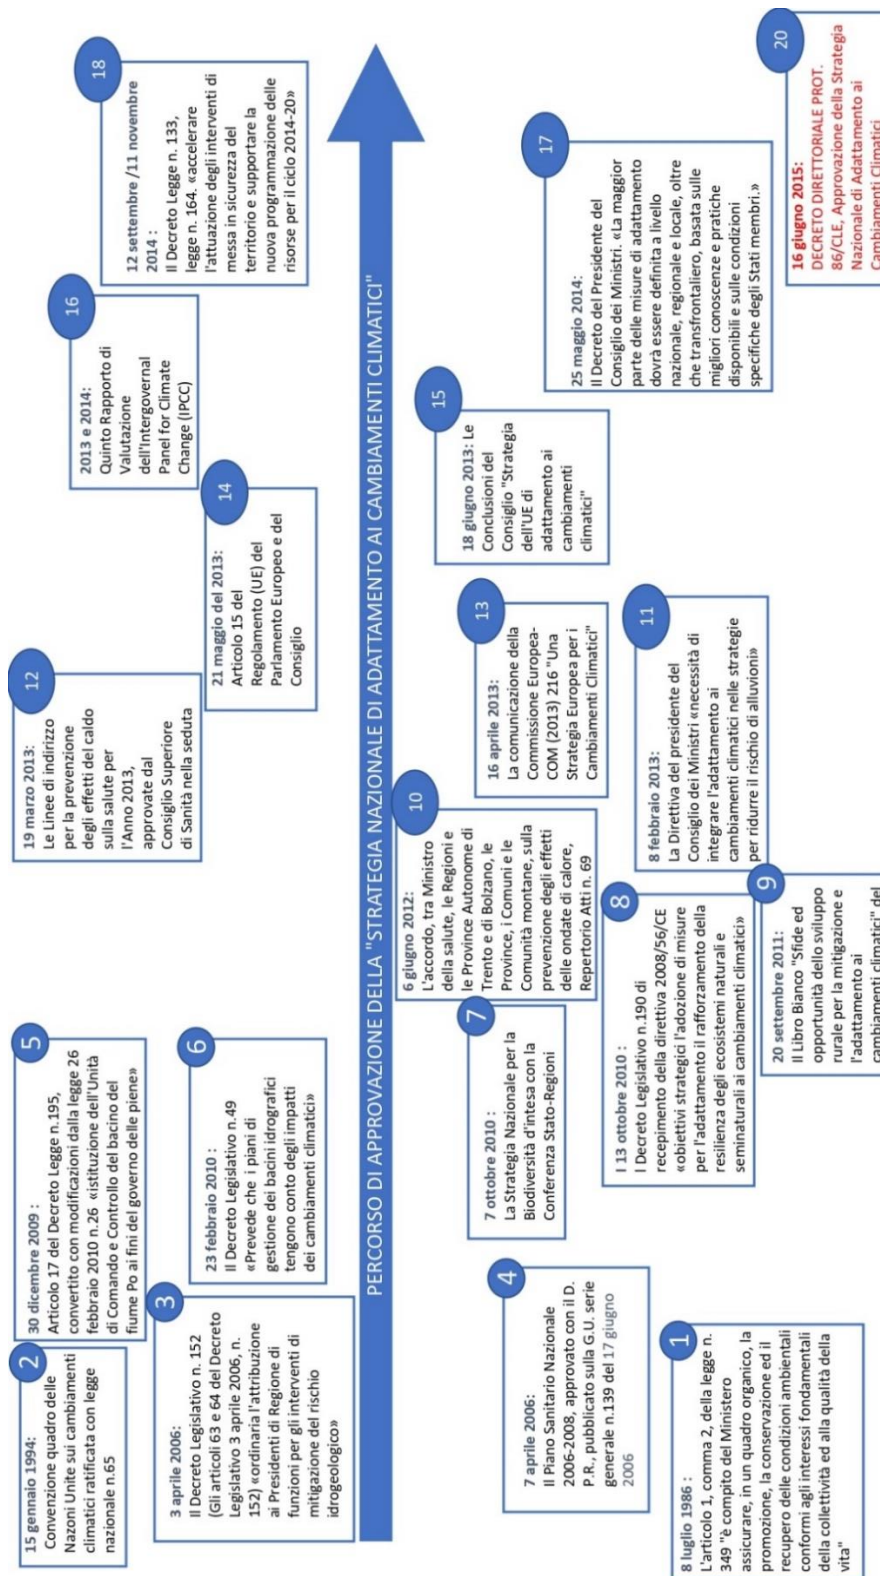 PERCORSO DI APPROVAZIONE DELLA "STRATEGIA NAZIONALE DI ADATTAMENTO AI CAMBIAMENTI CLIMATICI"
1
8 luglio 1986 :
L'articolo 1, comma 2, della legge n.
349 "è compito del Ministero
assicurare, in un quadro organico, la
promozione, la conservazione ed il
recupero delle condizioni ambientali
conformi agli interessi fondamentali
della collettività ed alla qualità della
vita"
2
15 gennaio 1994:
Convenzione quadro delle
Nazoni Unite sui cambiamenti
climatici ratificata con legge
nazionale n.65
3
3 aprile 2006:
Il Decreto Legislativo n. 152
(Gli articoli 63 e 64 del Decreto
Legislativo 3 aprile 2006, n.
152) «ordinaria l'attribuzione
ai Presidenti di Regione di
funzioni per gli interventi di
mitigazione del rischio
idrogeologico»
4
7 aprile 2006:
Il Piano Sanitario Nazionale
2006-2008, approvato con il D.
P.R., pubblicato sulla G.U. serie
generale n.139 del 17 giugno
2006
5
30 dicembre 2009 :
Articolo 17 del Decreto Legge n.195,
convertito con modificazioni dalla legge 26
febbraio 2010 n.26 «istituzione dell'Unità
di Comando e Controllo del bacino del
fiume Po ai fini del governo delle piene»
6
23 febbraio 2010 :
Il Decreto Legislativo n.49
«Prevede che i piani di
gestione dei bacini idrografici
tengono conto degli impatti
dei cambiamenti climatici»
7
7 ottobre 2010 :
La Strategia Nazionale per la
Biodiversità d'intesa con la
Conferenza Stato-Regioni
8
I 13 ottobre 2010 :
I Decreto Legislativo n.190 di
recepimento della direttiva 2008/56/CE
«obiettivi strategici l'adozione di misure
per l'adattamento il rafforzamento della
resilienza degli ecosistemi naturali e
seminaturali ai cambiamenti climatici»
9
20 settembre 2011:
Il Libro Bianco "Sfide ed
opportunità dello sviluppo
rurale per la mitigazione e
l'adattamento ai
cambiamenti climatici" del
10
6 giugno 2012:
L'accordo, tra Ministro
della salute, le Regioni e
le Province Autonome di
Trento e di Bolzano, le
Province, i Comuni e le
Comunità montane, sulla
prevenzione degli effetti
delle ondate di calore,
Repertorio Atti n. 69
11
8 febbraio 2013:
La Direttiva del presidente del
Consiglio dei Ministri «necessità di
integrare l'adattamento ai
cambiamenti climatici nelle strategie
per ridurre il rischio di alluvioni»
12
19 marzo 2013:
Le Linee di indirizzo
per la prevenzione
degli effetti del caldo
sulla salute per
l'Anno 2013,
approvate dal
Consiglio Superiore
di Sanità nella seduta
13
16 aprile 2013:
La comunicazione della
Commissione Europea-
COM (2013) 216 "Una
Strategia Europea per i
Cambiamenti Climatici"
14
21 maggio del 2013:
Articolo 15 del
Regolamento (UE) del
Parlamento Europeo e del
Consiglio
15
18 giugno 2013: Le
Conclusioni del
Consiglio "Strategia
dell'UE di
adattamento ai
cambiamenti
climatici"
16
2013 e 2014:
Quinto Rapporto di
Valutazione
dell'Intergovernal
Panel for Climate
Change (IPCC)
17
25 maggio 2014:
Il Decreto del Presidente del
Consiglio dei Ministri. «La maggior
parte delle misure di adattamento
dovrà essere definita a livello
nazionale, regionale e locale, oltre
che transfrontaliero, basata sulle
migliori conoscenze e pratiche
disponibili e sulle condizioni
specifiche degli Stati membri.»
18
12 settembre /11 novembre
2014 :
Il Decreto Legge n. 133,
legge n. 164. «accelerare
l'attuazione degli interventi di
messa in sicurezza del
territorio e supportare la
nuova programmazione delle
risorse per il ciclo 2014-20»
20
16 giugno 2015:
DECRETO DIRETTORIALE PROT.
86/CLE, Approvazione della Strategia
Nazionale di Adattamento ai
Cambiamenti Climatici